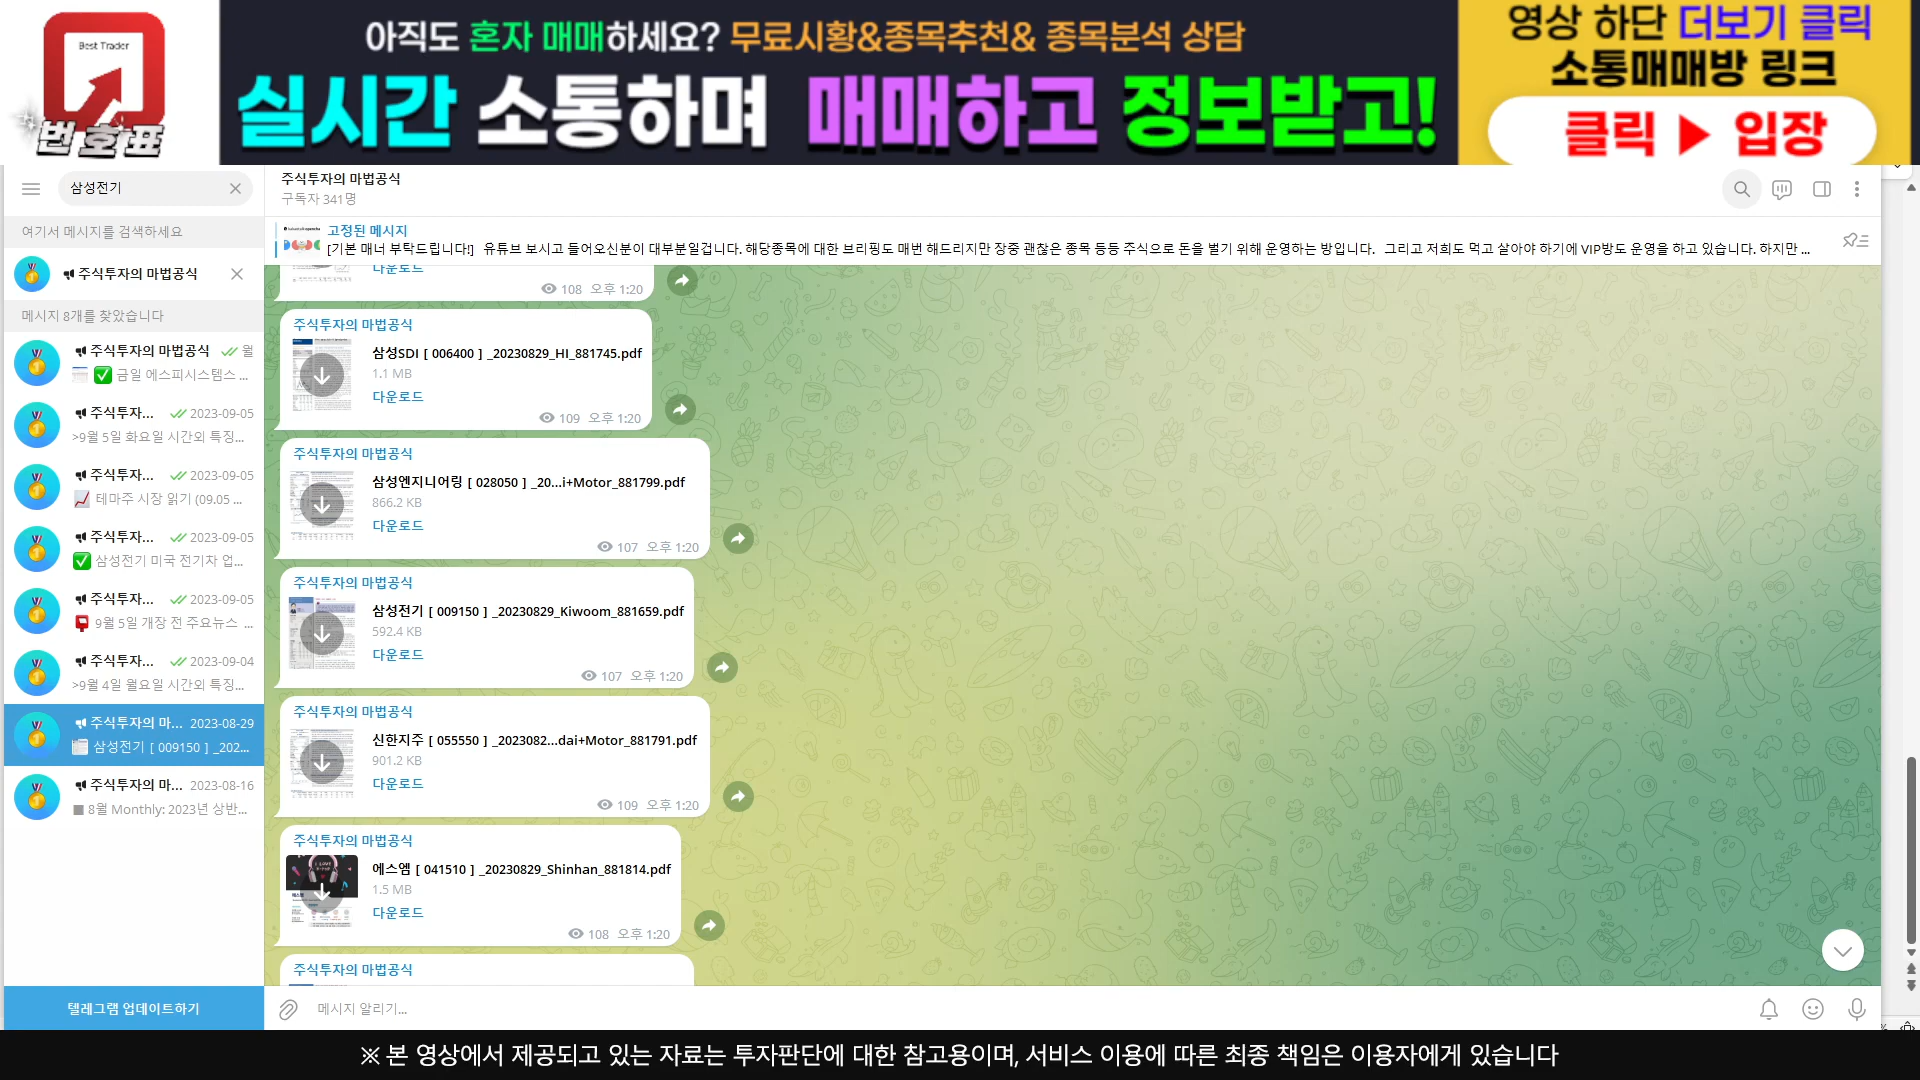 Best Trader
번호표
아직도 혼자 매매하세요? 무료시황&종목추천& 종목분석 상담
실시간 소통하며 매매하고 정보받고!
영상 하단 더보기 클릭
소통매매방 링크
클릭 ▶ 입장
삼성전기
여기서 메시지를 검색하세요
주식투자의 마법공식
메시지 8개를 찾았습니다
주식투자의 마법공식 월
✅ 금일 에스피시스템스 ...
주식투자... 2023-09-05
>9월 5일 화요일 시간외 특징...
주식투자... 2023-09-05
테마주 시장 읽기 (09.05 ...
주식투자... 2023-09-05
✅ 삼성전기 미국 전기차 업...
주식투자... 2023-09-05
9월 5일 개장 전 주요뉴스 ...
주식투자... 2023-09-04
>9월 4일 월요일 시간외 특징...
주식투자의 마... 2023-08-29
삼성전기 [ 009150 ] _202...
주식투자의 마... 2023-08-16
■ 8월 Monthly: 2023년 상반...
텔레그램 업데이트하기
주식투자의 마법공식
구독자 341명
고정된 메시지
[기본 매너 부탁드립니다!] 유튜브 보시고 들어오신분이 대부분일겁니다. 해당종목에 대한 브리핑도 매번 해드리지만 장중 괜찮은 종목 등등 주식으로 돈을 벌기 위해 운영하는 방입니다. 그리고 저희도 먹고 살아야 하기에 VIP방도 운영을 하고 있습니다. 하지만 ...
다운로드
108 오후 1:20
주식투자의 마법공식
삼성SDI [ 006400 ] _20230829_HI_881745.pdf
1.1 MB
다운로드
109 오후 1:20
주식투자의 마법공식
삼성엔지니어링 [ 028050 ] _20...i+Motor_881799.pdf
866.2 KB
다운로드
107 오후 1:20
주식투자의 마법공식
삼성전기 [ 009150 ] _20230829_Kiwoom_881659.pdf
592.4 KB
다운로드
107 오후 1:20
주식투자의 마법공식
신한지주 [ 055550 ] _2023082...dai+Motor_881791.pdf
901.2 KB
다운로드
109 오후 1:20
주식투자의 마법공식
에스엠 [ 041510 ] _20230829_Shinhan_881814.pdf
1.5 MB
다운로드
108 오후 1:20
주식투자의 마법공식
메시지 알리기...
※ 본 영상에서 제공되고 있는 자료는 투자판단에 대한 참고용이며, 서비스 이용에 따른 최종 책임은 이용자에게 있습니다